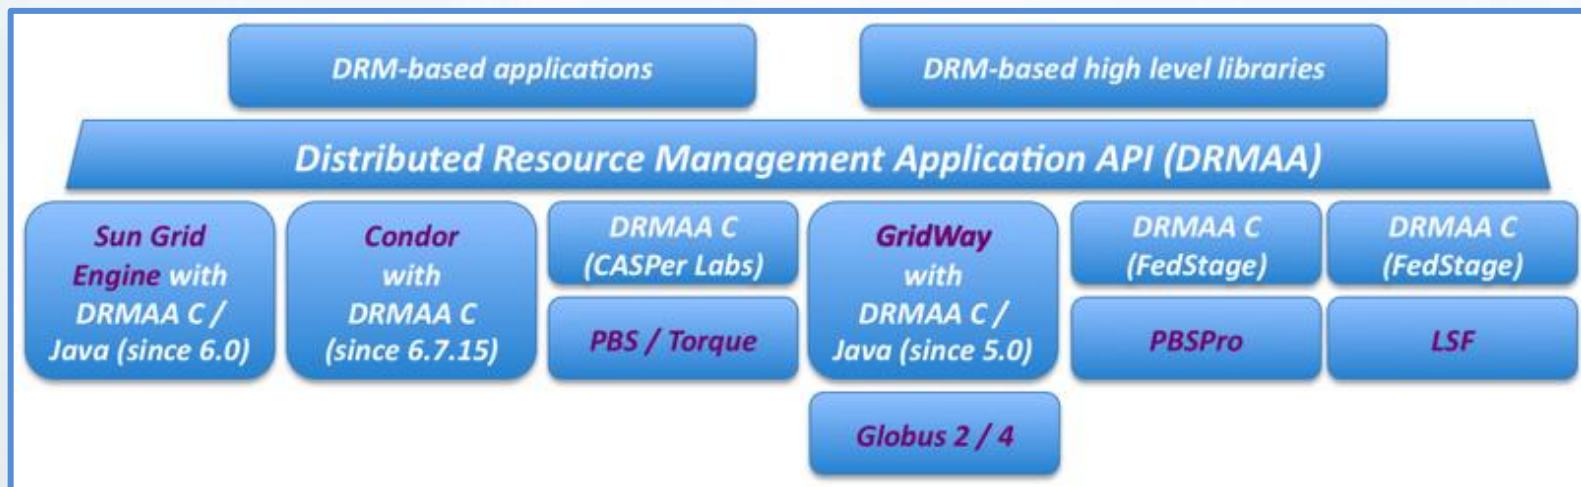 DRM-based applications
DRM-based high level libraries
Distributed Resource Management Application API (DRMAA)
Sun Grid
Engine with
DRMAA C /
Java (since 6.0)
Condor
with
DRMAA C
(since 6.7.15)
DRMAA C
(CASPer Labs)
PBS / Torque
GridWay
with
DRMAA C /
Java (since 5.0)
Globus 2 / 4
DRMAA C
(FedStage)
PBSPro
DRMAA C
(FedStage)
LSF